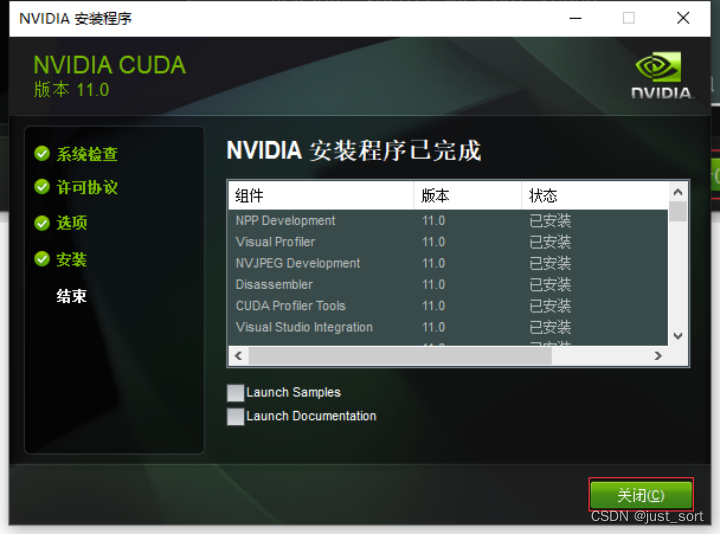 NVIDIA 安装程序
NVIDIA CUDA
版本 11.0
NVIDIA.
系统检查
许可协议
选项
安装
结束
NVIDIA 安装程序已完成
组件 版本 状态
NPP Development 11.0 已安装
Visual Profiler 11.0 已安装
NVJPEG Development 11.0 已安装
Disassembler 11.0 已安装
CUDA Profiler Tools 11.0 已安装
Visual Studio Integration 11.0 已安装
Launch Samples
Launch Documentation
关闭(C)
CSDN @just_sort